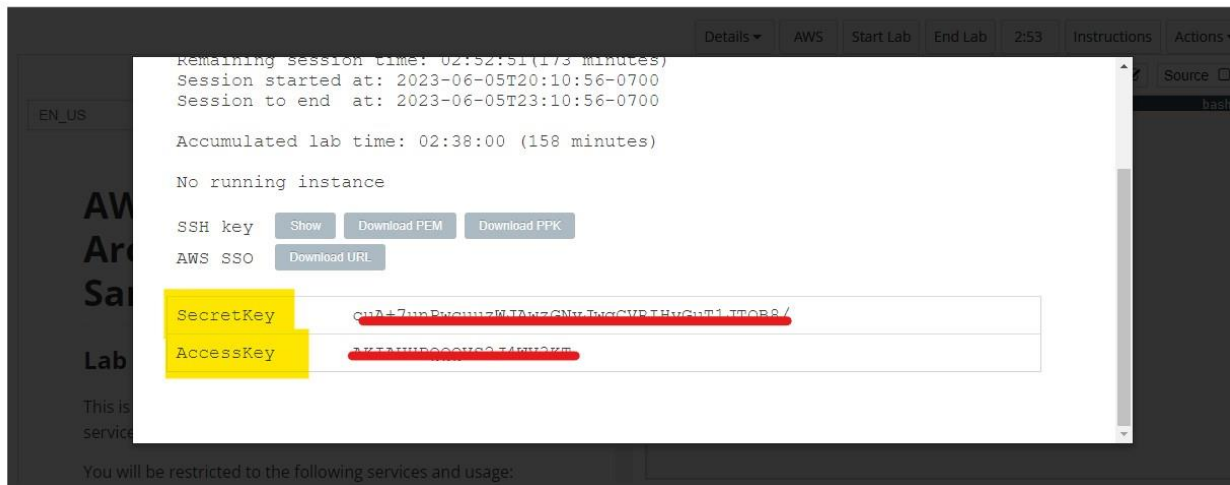 Details AWS Start Lab End Lab 2:53 Instructions Actions
Remaining session time: 02:52:51(173 minutes)
Session started at: 2023-06-05T20:10:56-0700
Session to end at: 2023-06-05T23:10:56-0700
Source
bash
EN_US
Accumulated lab time: 02:38:00 (158 minutes)
No running instance
SSH key Show Download PEM Download PPK
AWS SSO Download URL
SecretKey
AccessKey
Lab
This is
service
You will be restricted to the following services and usage: